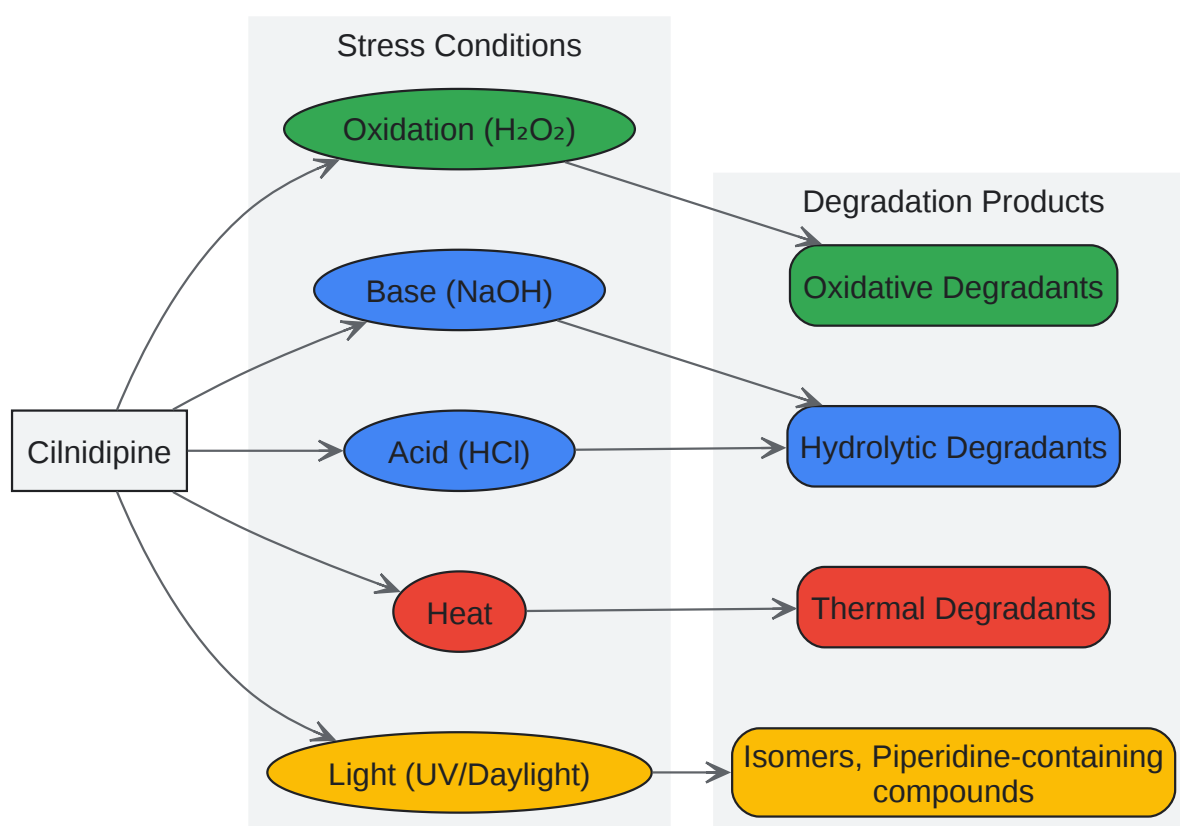 Stress Conditions
Oxidation (H₂O₂)
Degradation Products
Oxidative Degradants
Base (NaOH)
Cilnidipine
Acid (HCl)
Hydrolytic Degradants
Heat
Thermal Degradants
Light (UV/Daylight)
Isomers, Piperidine-containing
compounds